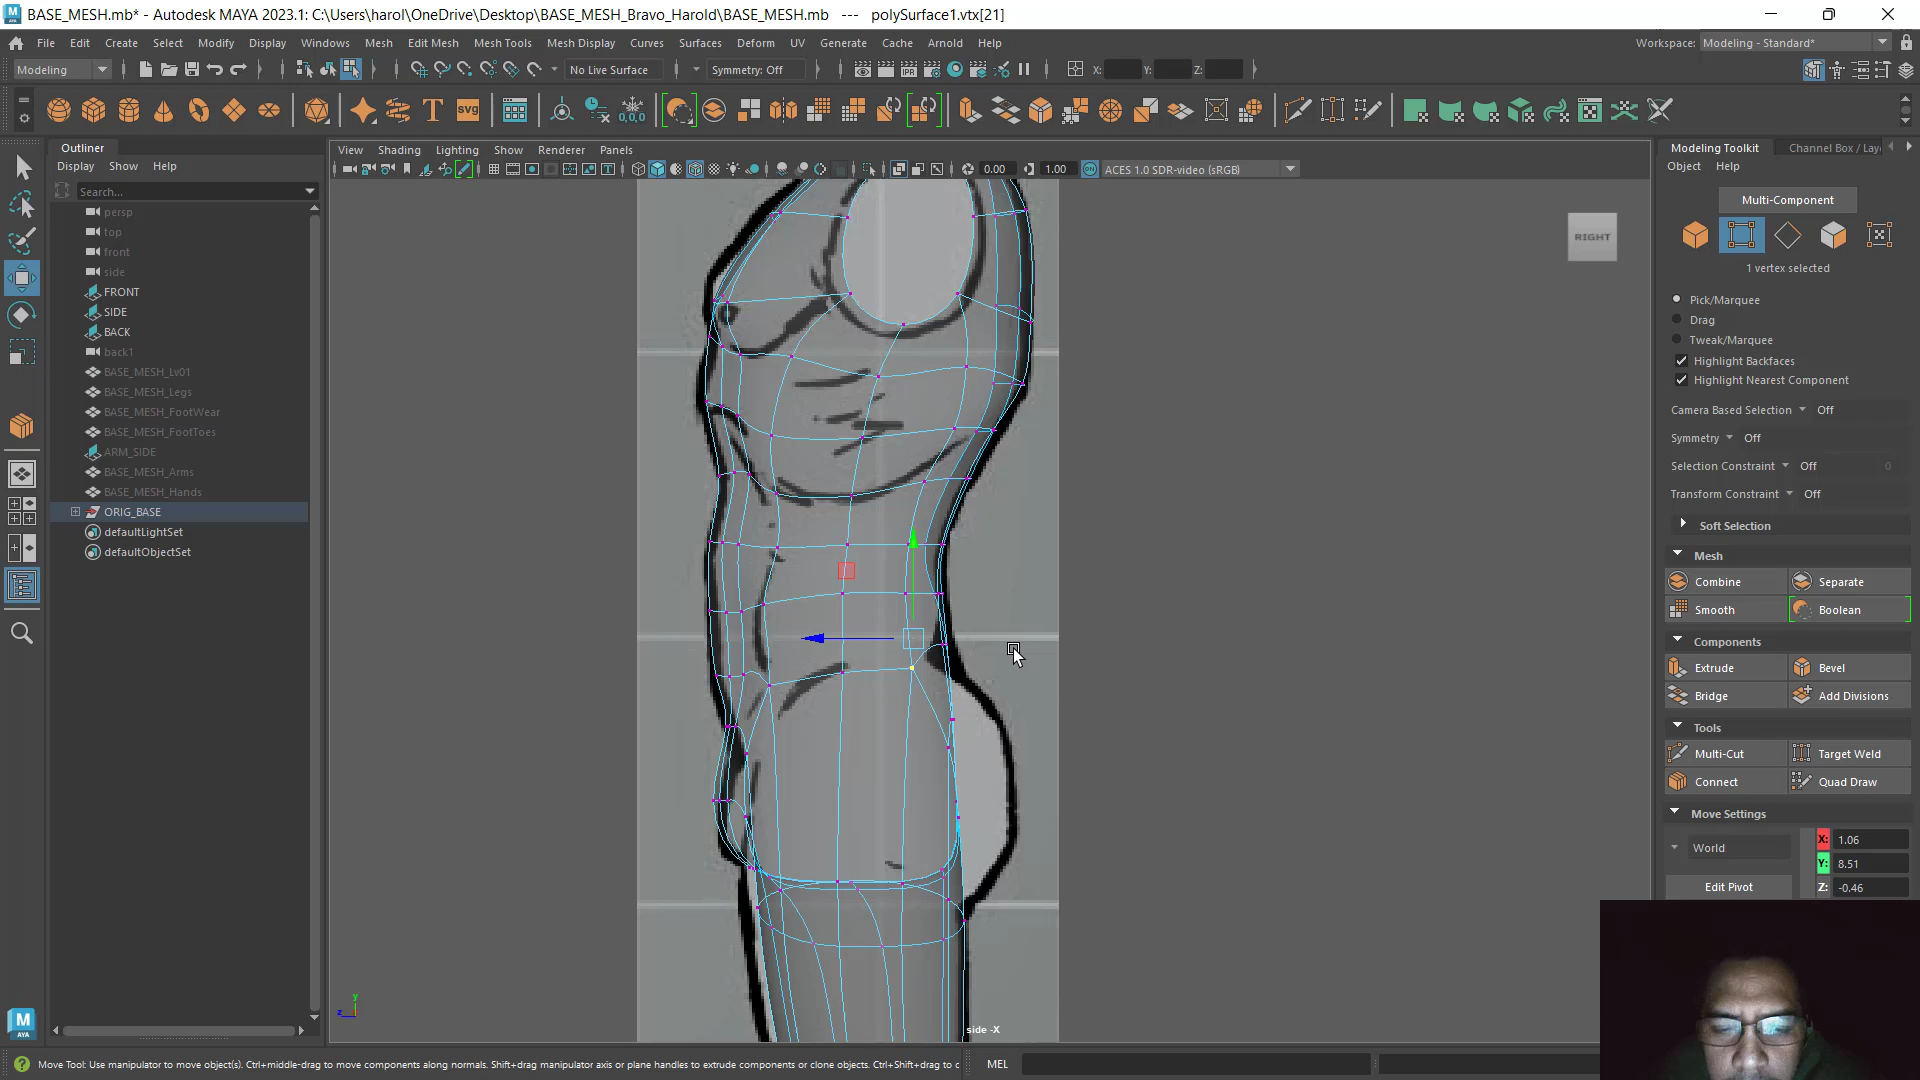 BASE_MESH.mb* - Autodesk MAYA 2023.1: C:\Users\harol\OneDrive\Desktop\BASE_MESH_Bravo_Harold\BASE_MESH.mb --- polySurface1.vtx[21]
File Edit Create Select Modify Display Windows Mesh Edit Mesh Mesh Tools Mesh Display Curves Surfaces Deform UV Generate Cache Arnold Help
Workspace: Modeling - Standard*
Modeling
No Live Surface
Symmetry: Off
X: Y: Z:
IPR
T
svg
0,0,0
Outliner
Display Show Help
Search...
persp
top
front
side
FRONT
SIDE
BACK
back1
BASE_MESH_Lv01
BASE_MESH_Legs
BASE_MESH_FootWear
BASE_MESH_FootToes
ARM_SIDE
BASE_MESH_Arms
BASE_MESH_Hands
ORIG_BASE
defaultLightSet
defaultObjectSet
View Shading Lighting Show Renderer Panels
0.00 1.00 ACES 1.0 SDR-video (sRGB)
RIGHT
side -X
y
z
Modeling Toolkit
Channel Box / Lay
Object Help
Multi-Component
1 vertex selected
Pick/Marquee
Drag
Tweak/Marquee
Highlight Backfaces
Highlight Nearest Component
Camera Based Selection Off
Symmetry Off
Selection Constraint Off 0
Transform Constraint Off
Soft Selection
Mesh
Combine Separate
Smooth Boolean
Components
Extrude Bevel
Bridge Add Divisions
Tools
Multi-Cut Target Weld
Connect Quad Draw
Move Settings
World
X: 1.06
Y: 8.51
Edit Pivot
Z: -0.46
M
AYA
Move Tool: Use manipulator to move object(s). Ctrl+middle-drag to move components along normals. Shift+drag manipulator axis or plane handles to extrude components or clone objects. Ctrl+Shift+drag to c
MEL